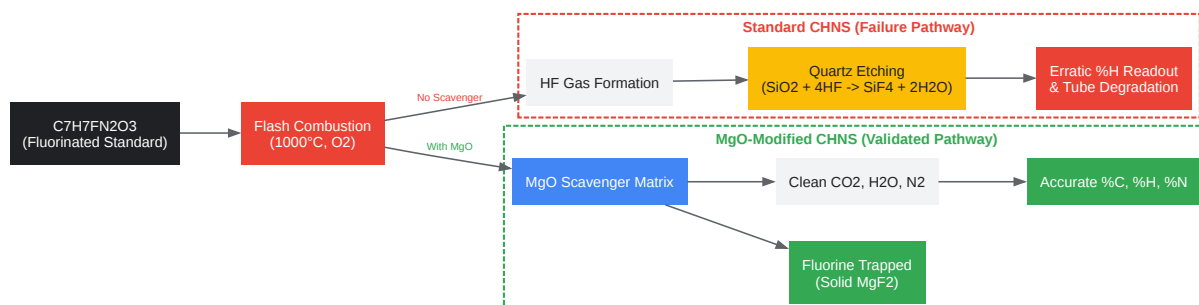 C7H7FN2O3
(Fluorinated Standard)
Flash Combustion
(1000°C, O2)
No Scavenger
With MgO
Standard CHNS (Failure Pathway)
HF Gas Formation
Quartz Etching
(SiO2 + 4HF -> SiF4 + 2H2O)
Erratic %H Readout
& Tube Degradation
MgO-Modified CHNS (Validated Pathway)
MgO Scavenger Matrix
Clean CO2, H2O, N2
Accurate %C, %H, %N
Fluorine Trapped
(Solid MgF2)